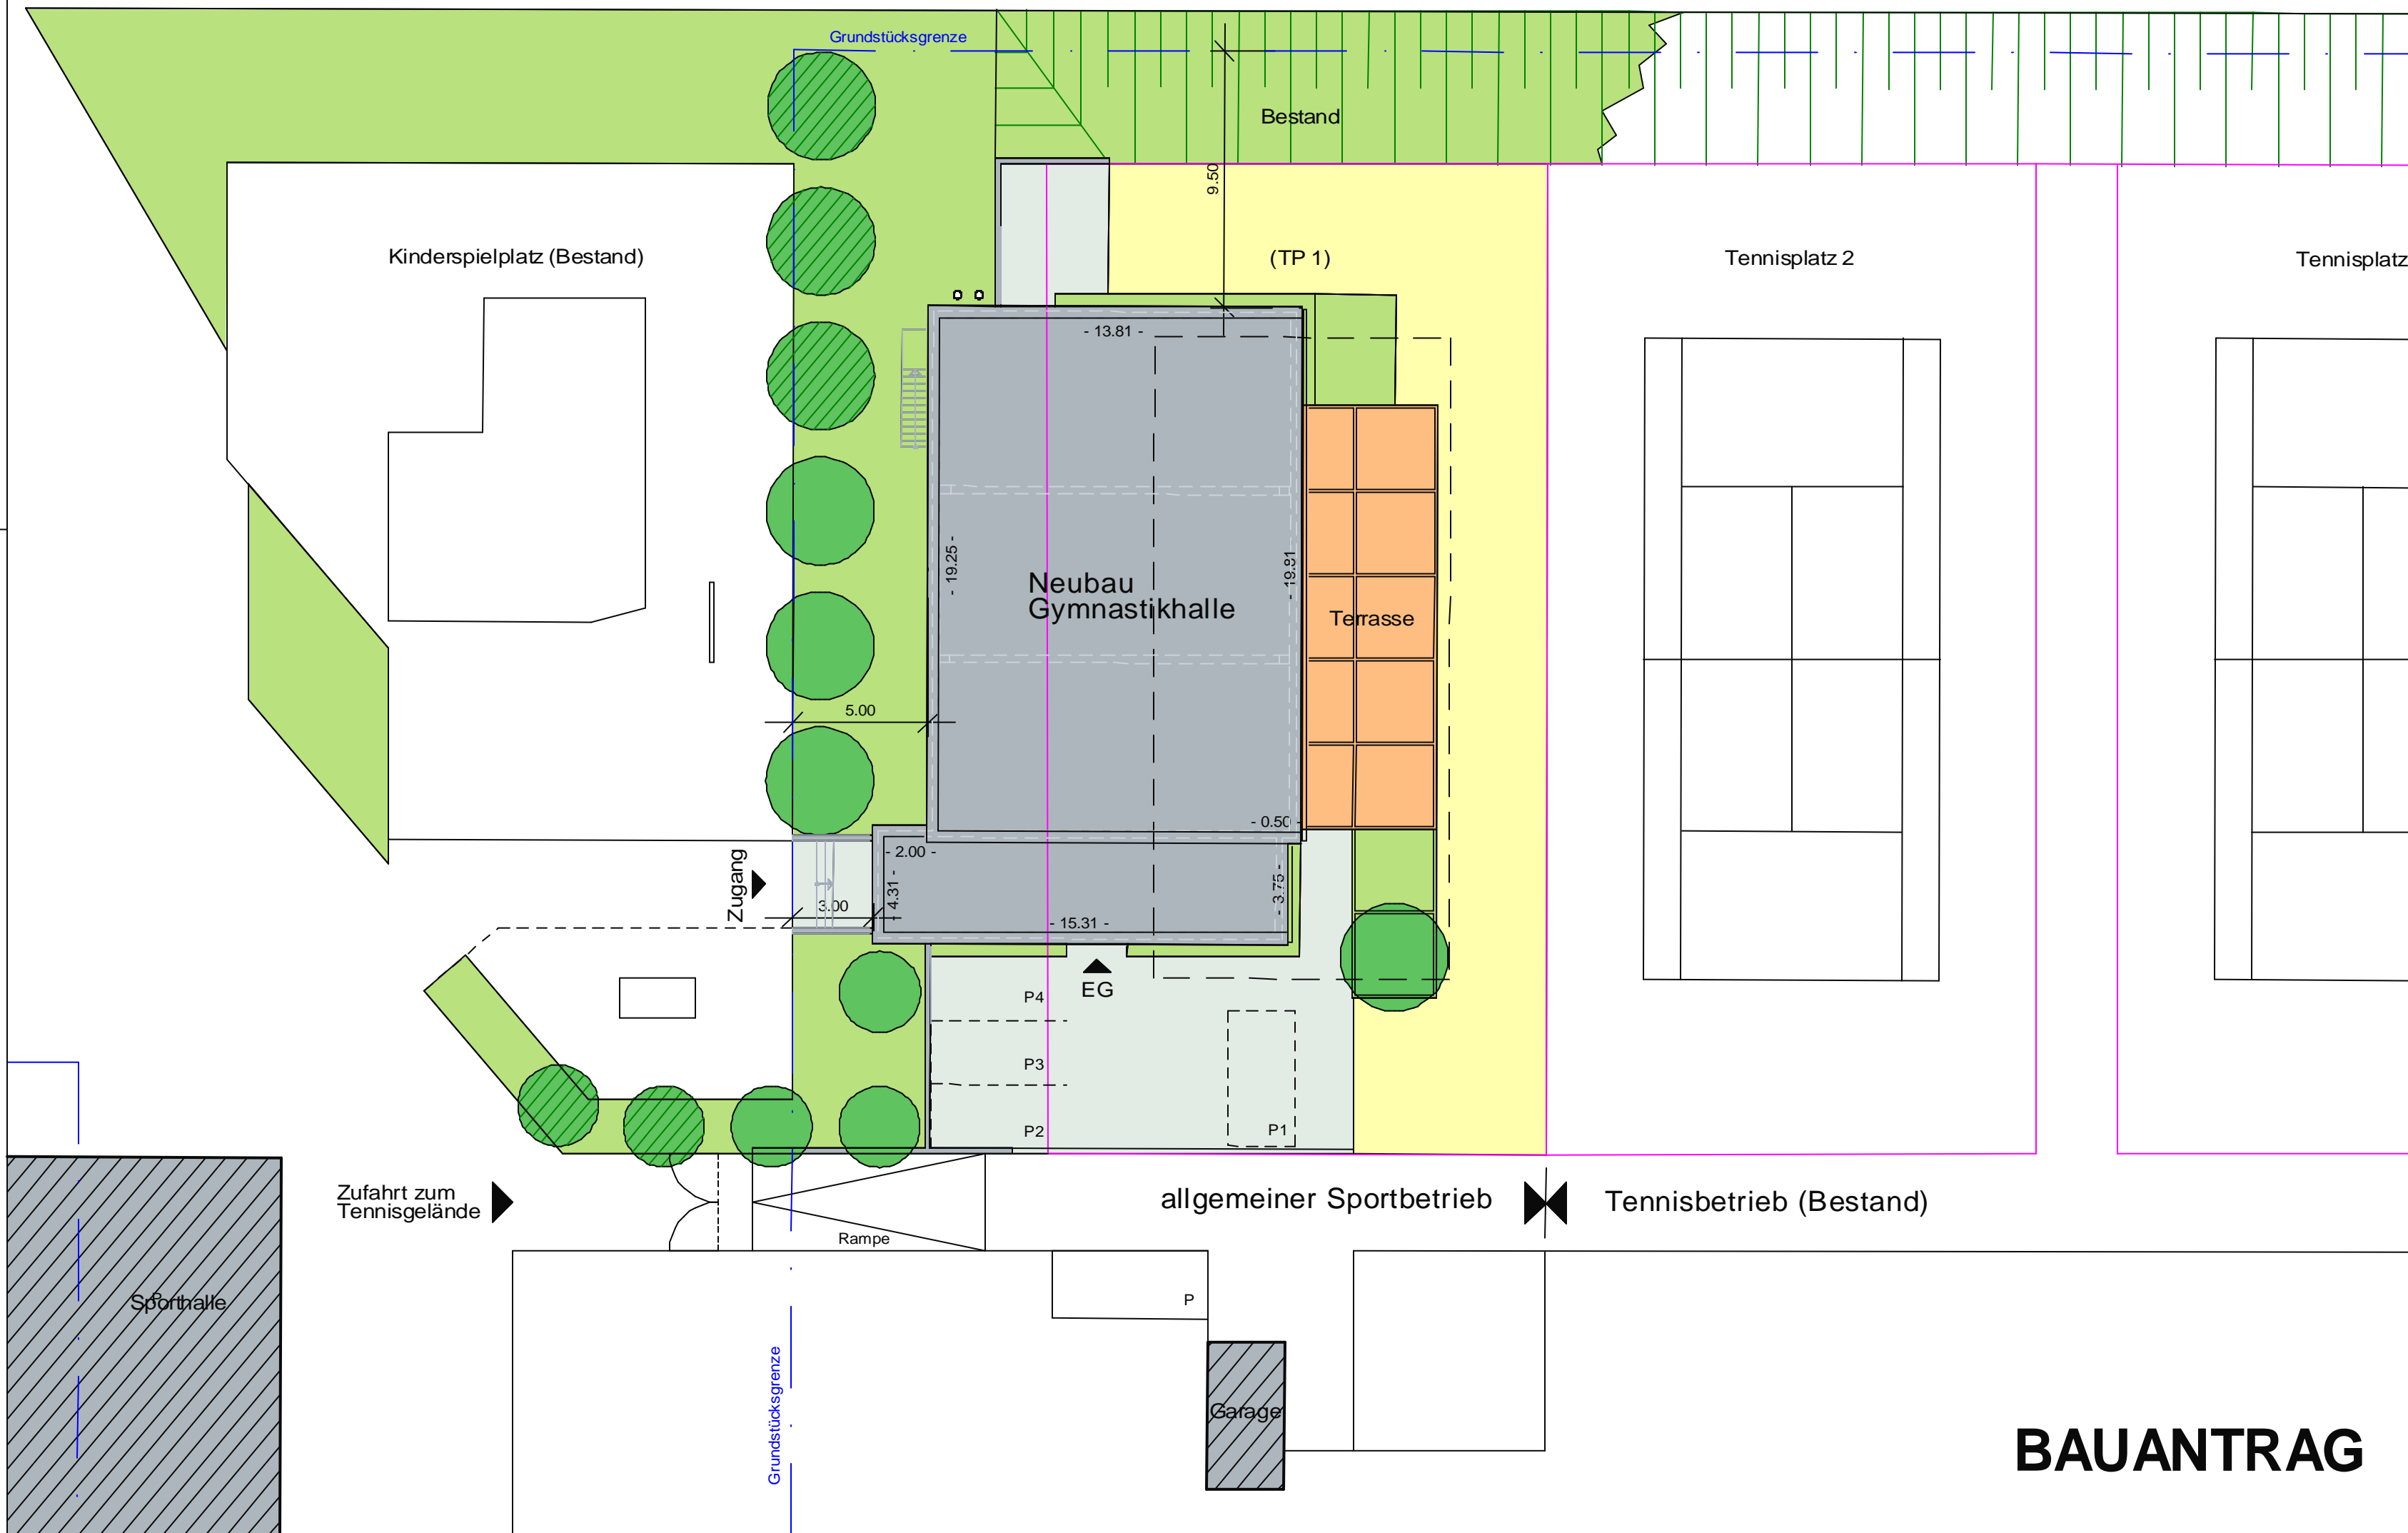 Grundstücksgrenze
Bestand
9.50
Kinderspielplatz (Bestand)
(TP 1)
Tennisplatz 2
Tennisplatz
- 13.81 -
- 19.25 -
- 19.81
Neubau
Gymnastikhalle
Terrasse
5.00
- 0.50 -
- 2.00 -
Zugang
- 4.31 -
- 3.75 -
3.00
- 15.31 -
EG
P4
P3
P2
P1
Zufahrt zum
Tennisgelände
allgemeiner Sportbetrieb
Tennisbetrieb (Bestand)
Rampe
P
Sporthalle
P
Garage
Grundstücksgrenze
BAUANTRAG